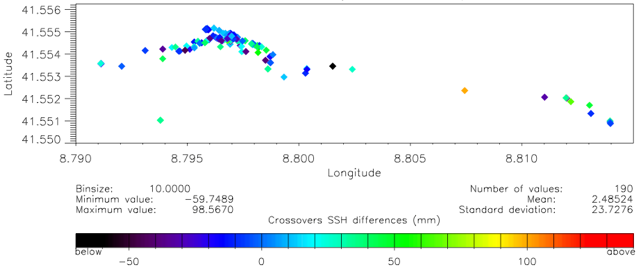 41.556
41.555
41.554
41.553
41.552
41.551
41.550
Latitude
8.790 8.795 8.800 8.805 8.810
Longitude
Binsize: 10.0000 Number of values: 190
Minimum value: -59.7489 Mean: 2.48524
Maximum value: 98.5670 Standard deviation: 23.7276
Crossovers SSH differences (mm)
below above
-50 0 50 100